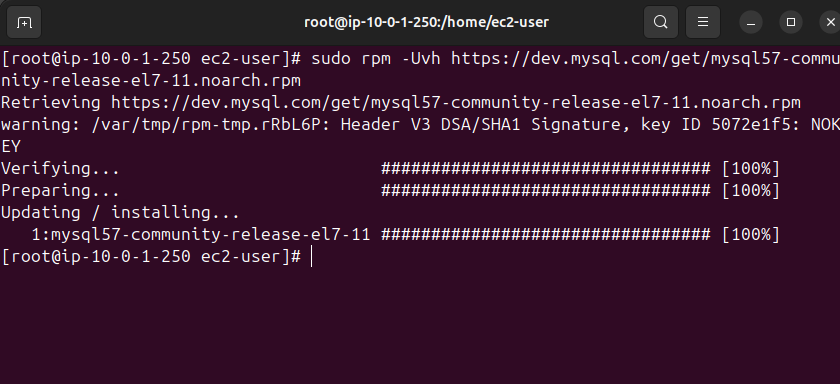 root@ip-10-0-1-250:/home/ec2-user
[root@ip-10-0-1-250 ec2-user]# sudo rpm -Uvh https://dev.mysql.com/get/mysql57-commu
nity-release-el7-11.noarch.rpm
Retrieving https://dev.mysql.com/get/mysql57-community-release-el7-11.noarch.rpm
warning: /var/tmp/rpm-tmp.rRbL6P: Header V3 DSA/SHA1 Signature, key ID 5072e1f5: NOK
EY
Verifying...                          ################################# [100%]
Preparing...                          ################################# [100%]
Updating / installing...
   1:mysql57-community-release-el7-11 ################################# [100%]
[root@ip-10-0-1-250 ec2-user]#